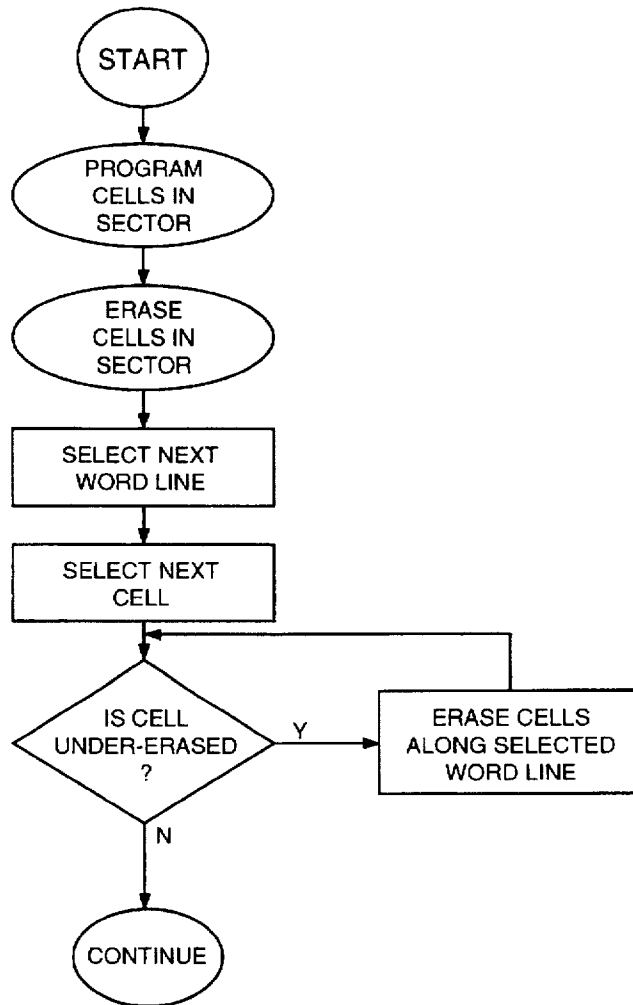 START
PROGRAM
CELLS IN
SECTOR
ERASE
CELLS IN
SECTOR
SELECT NEXT
WORD LINE
SELECT NEXT
CELL
IS CELL
UNDER-ERASED
?
Y
ERASE CELLS
ALONG SELECTED
WORD LINE
N
CONTINUE